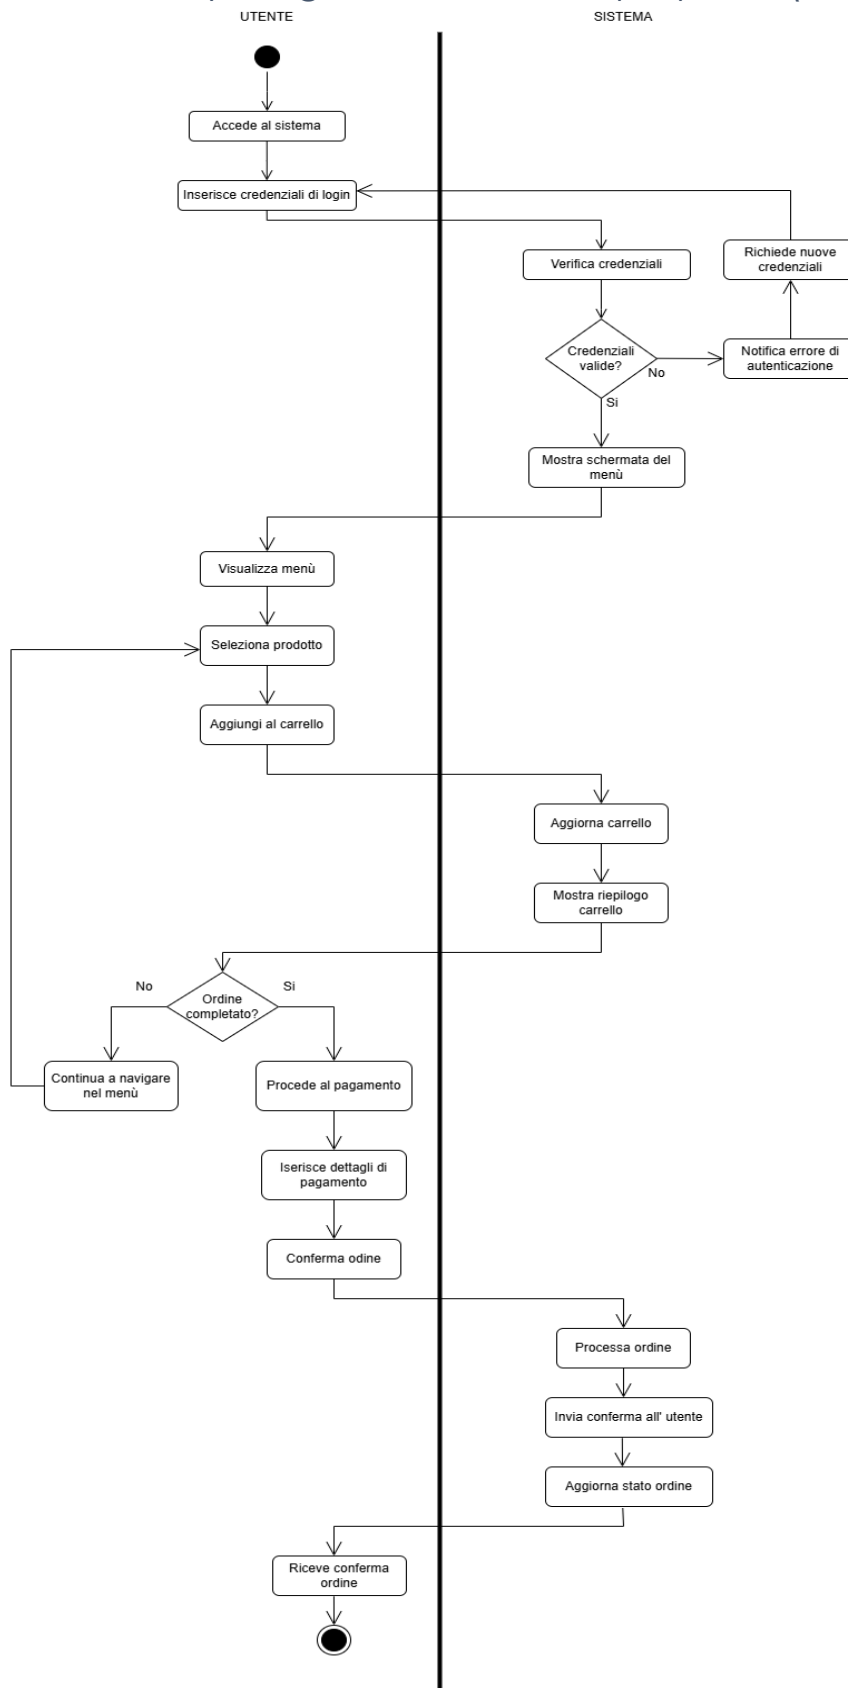 UTENTE
SISTEMA
Accede al sistema
Inserisce credenziali di login
Verifica credenziali
Richiede nuove
credenziali
Credenziali
valide?
No
Notifica errore di
autenticazione
Si
Mostra schermata del
menù
Visualizza menù
Seleziona prodotto
Aggiungi al carrello
Aggiorna carrello
Mostra riepilogo
carrello
No
Ordine
completato?
Si
Continua a navigare
nel menù
Procede al pagamento
Iserisce dettagli di
pagamento
Conferma odine
Processa ordine
Invia conferma all' utente
Aggiorna stato ordine
Riceve conferma
ordine